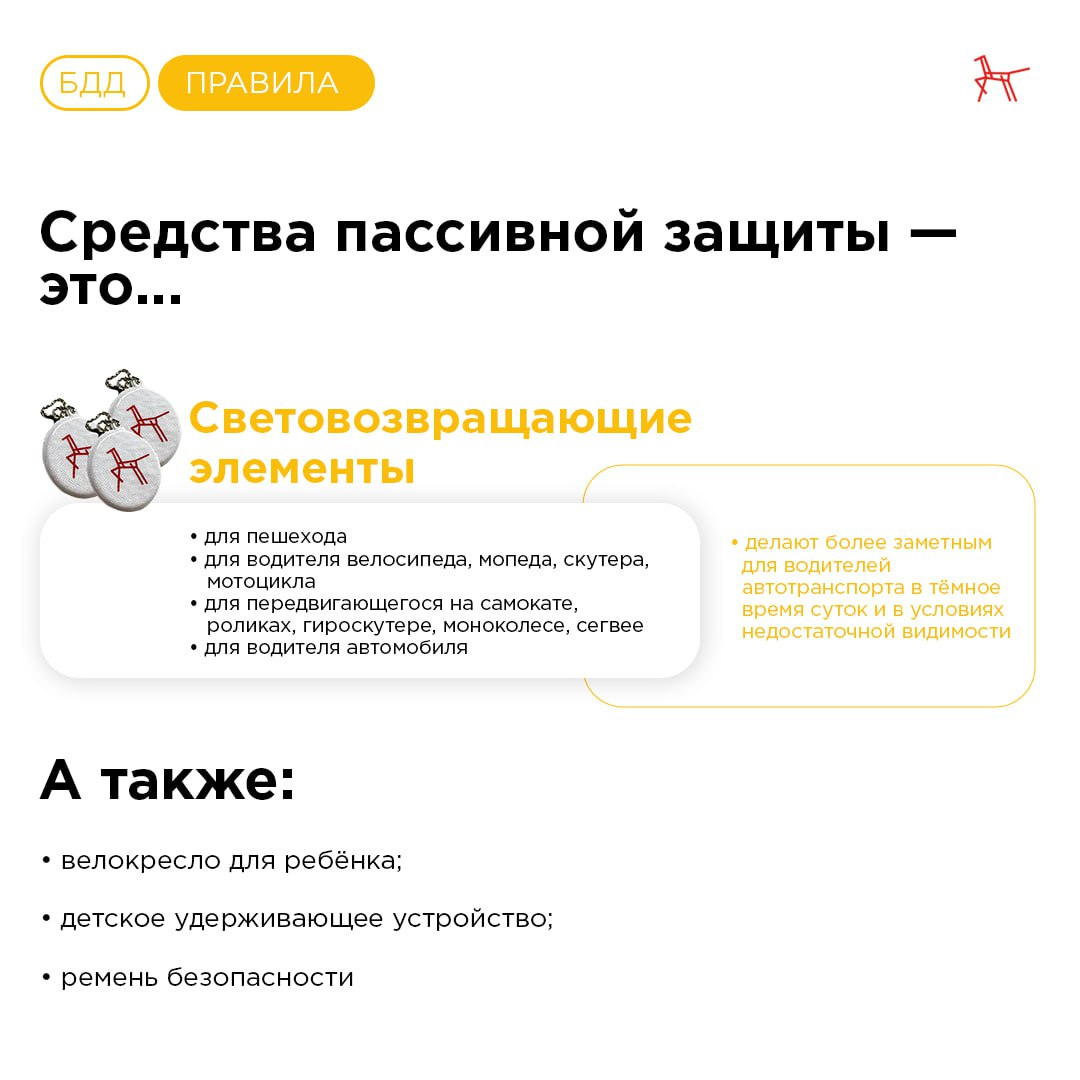 БДД
ПРАВИЛА
Средства пассивной защиты —
это...
Световозвращающие
элементы
• для пешехода
• для водителя велосипеда, мопеда, скутера,
мотоцикла
• для передвигающегося на самокате,
роликах, гироскутере, моноколесе, сегвее
• для водителя автомобиля
• делают более заметным
для водителей
автотранспорта в тёмное
время суток и в условиях
недостаточной видимости
А также:
• велокресло для ребёнка;
• детское удерживающее устройство;
• ремень безопасности